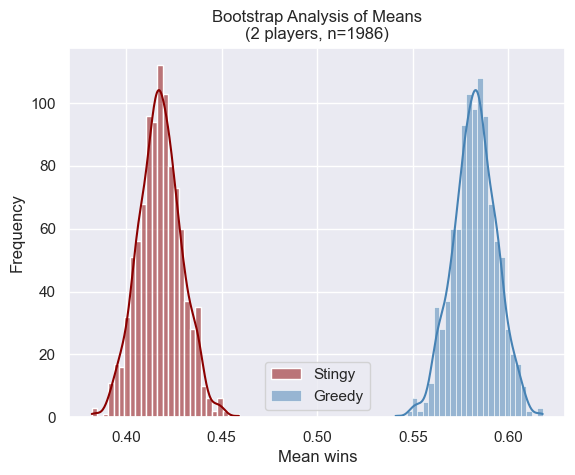 Bootstrap Analysis of Means
(2 players, n=1986)
Frequency
100
80
60
40
20
0
Stingy
Greedy
0.40 0.45 0.50 0.55 0.60
Mean wins